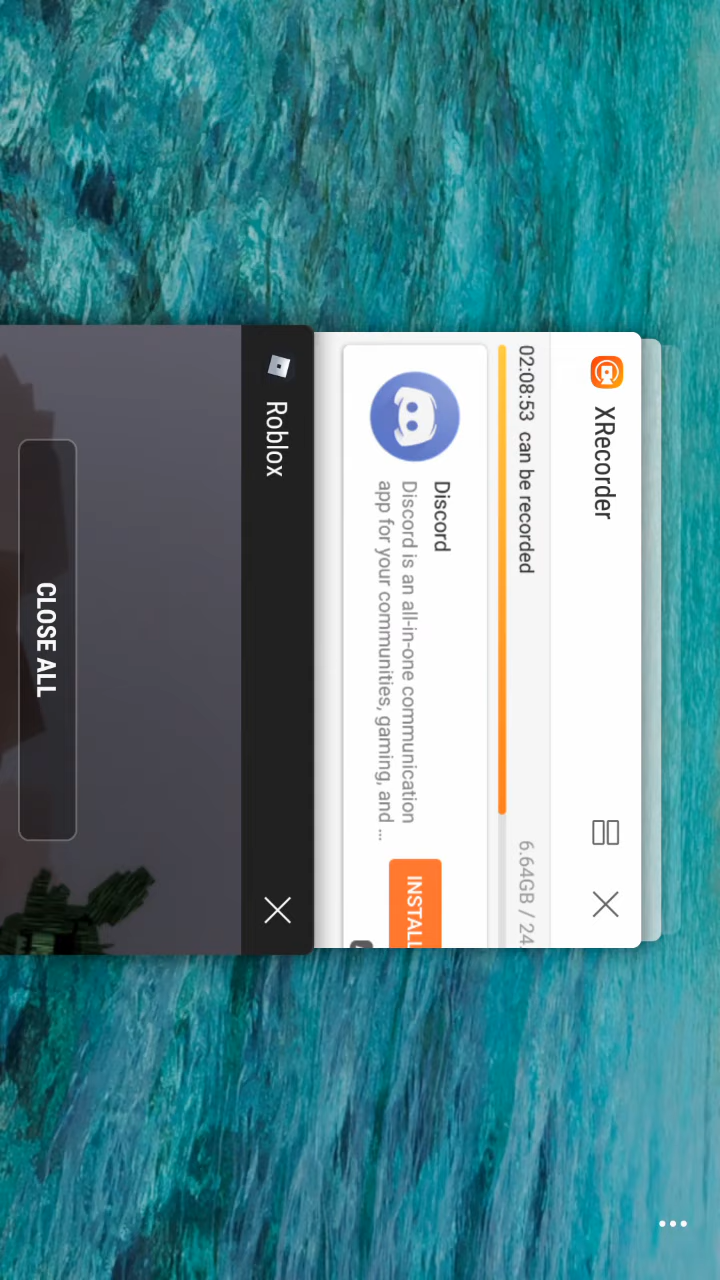 XRecorder
02:08:53 can be recorded
6.64GB / 24.
Discord
Discord is an all-in-one communication
app for your communities, gaming, and ...
INSTALL
Roblox
CLOSE ALL